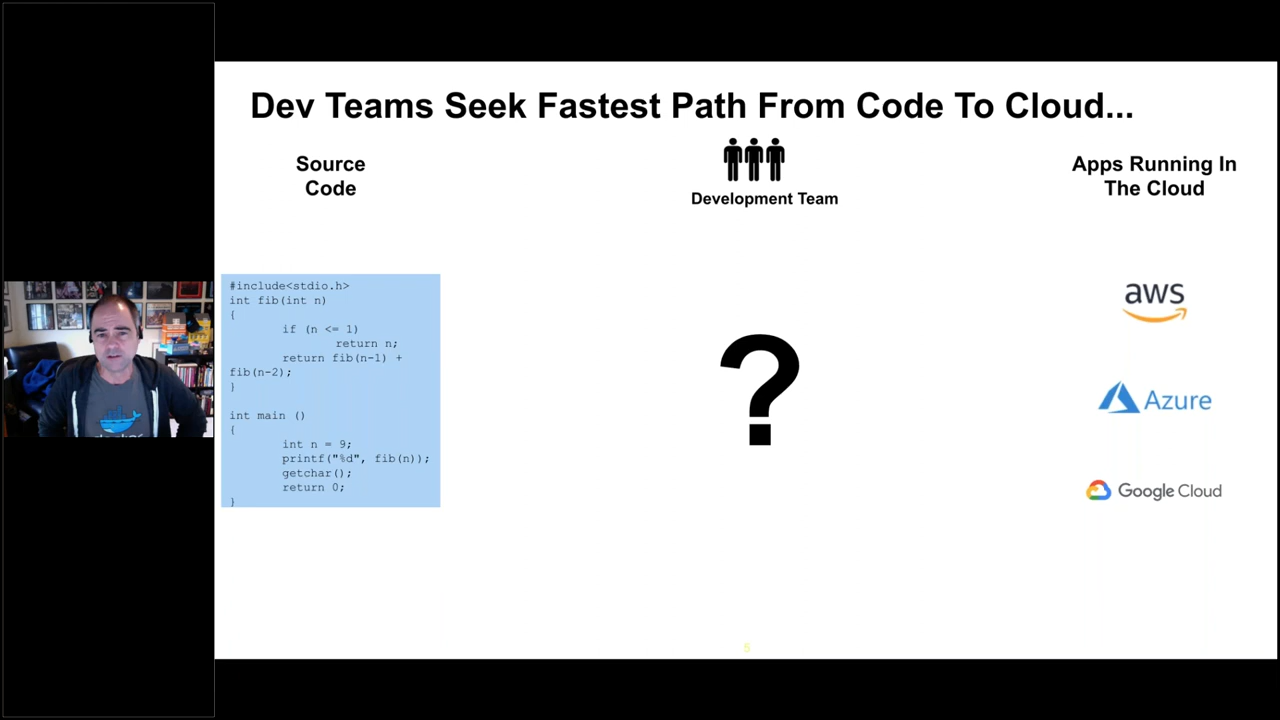 Dev Teams Seek Fastest Path From Code To Cloud...
Source
Code
Development Team
Apps Running In
The Cloud
#include<stdio.h>
int fib(int n)
{
if (n <= 1)
return n;
return fib(n-1) +
fib(n-2);
}
int main ()
{
int n = 9;
printf("%d", fib(n));
getchar();
return 0;
}
?
aws
Azure
Google Cloud
5